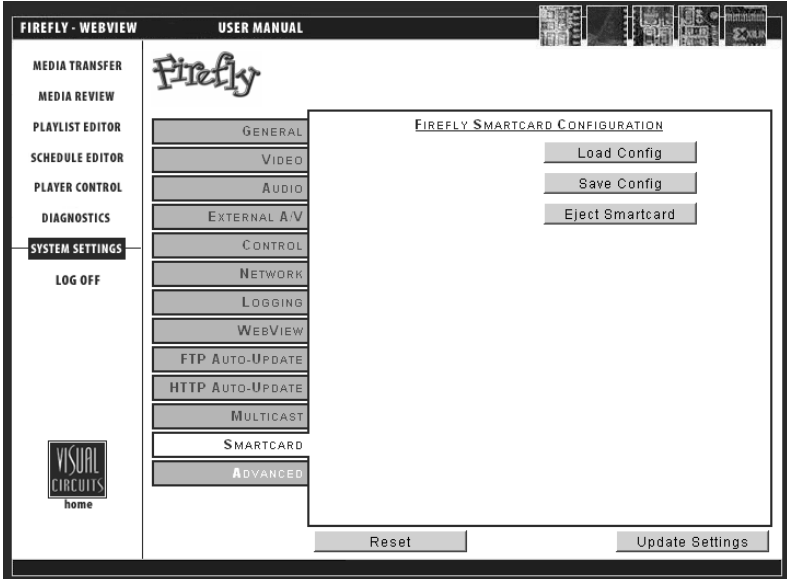 FIREFLY - WEBVIEW USER MANUAL
XILIN
MEDIA TRANSFER
MEDIA REVIEW
PLAYLIST EDITOR
SCHEDULE EDITOR
PLAYER CONTROL
DIAGNOSTICS
SYSTEM SETTINGS
LOG OFF
VISUAL
CIRCUITS
home
Firefly
GENERAL
VIDEO
AUDIO
EXTERNAL A/V
CONTROL
NETWORK
LOGGING
WEBVIEW
FTP AUTO-UPDATE
HTTP AUTO-UPDATE
MULTICAST
SMARTCARD
ADVANCED
FIREFLY SMARTCARD CONFIGURATION
Load Config
Save Config
Eject Smartcard
Reset Update Settings